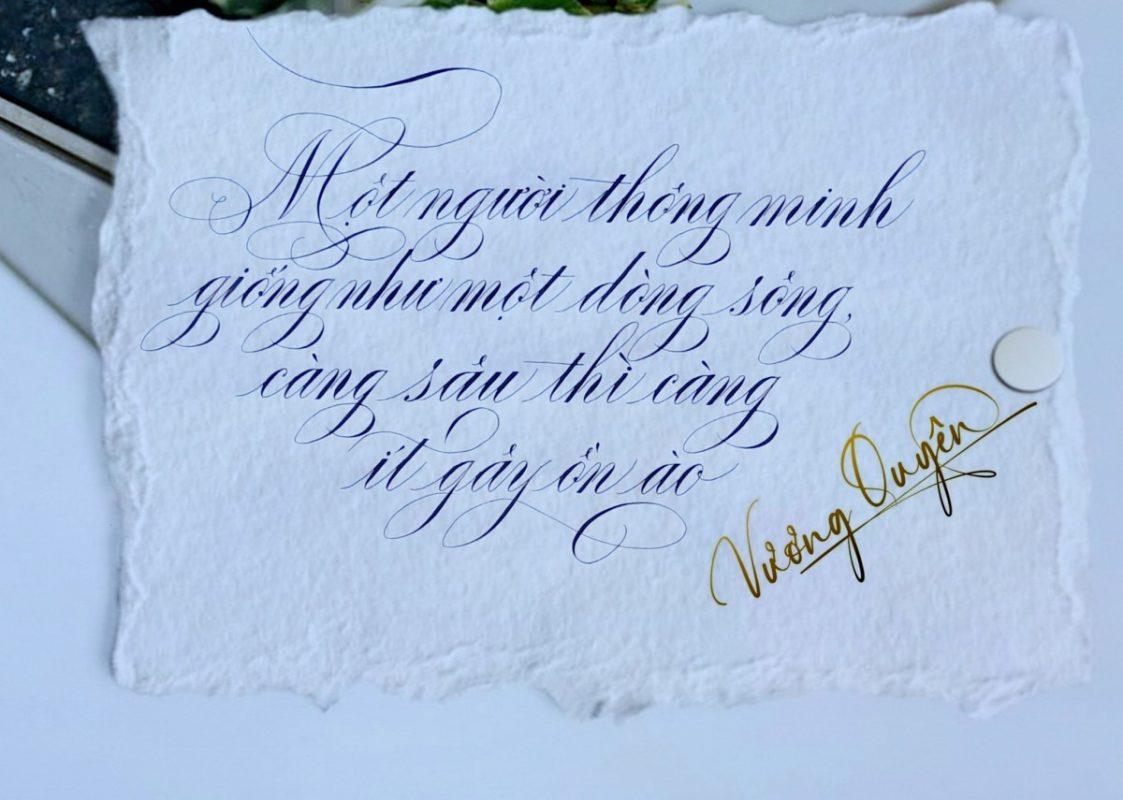 Một người thông minh
giống như một dòng sông,
càng sâu thì càng
ít gây ồn ào
Vương Quyên